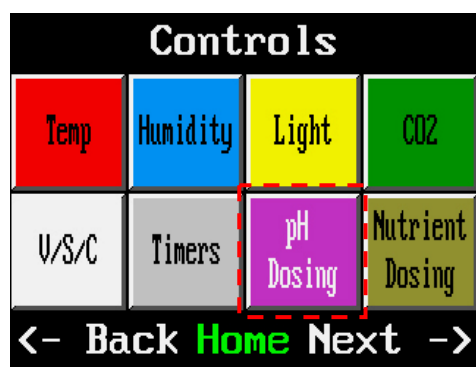 Controls
Temp Humidity Light CO2
V/S/C Timers pH Dosing Nutrient Dosing
<- Back Home Next ->